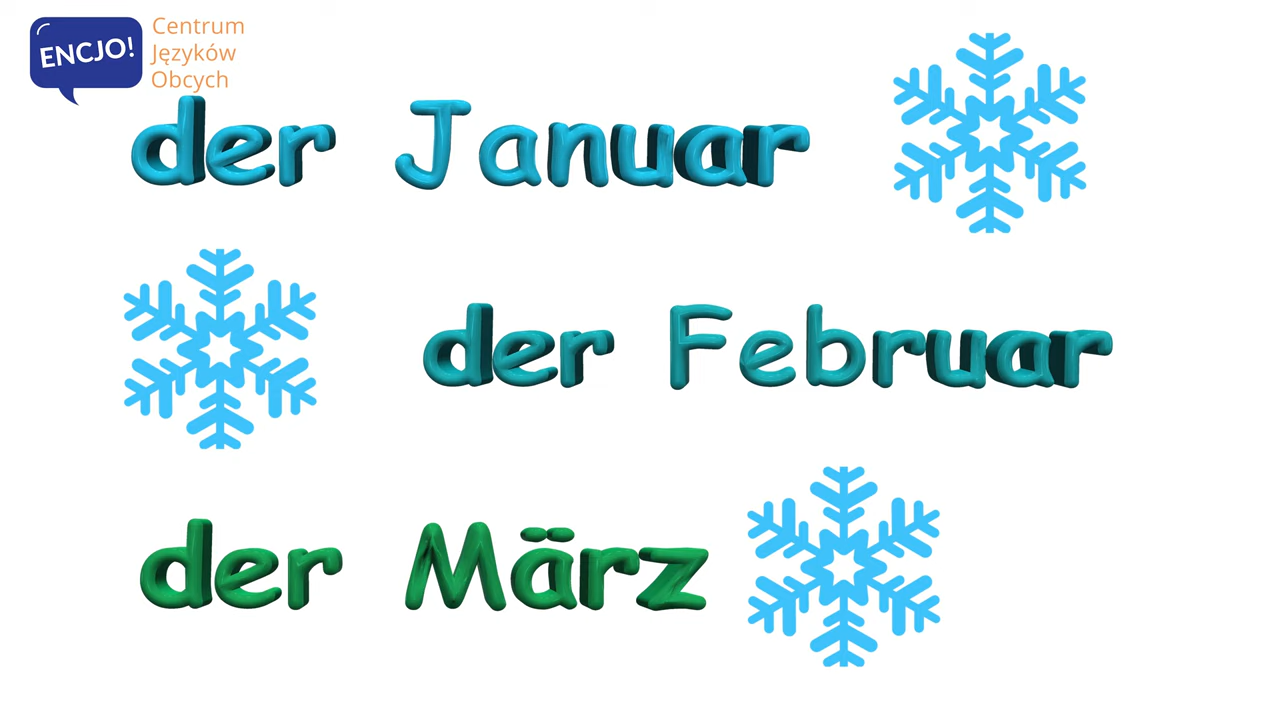 ENCJO!
Centrum
Języków
Obcych
der Januar
der Februar
der März